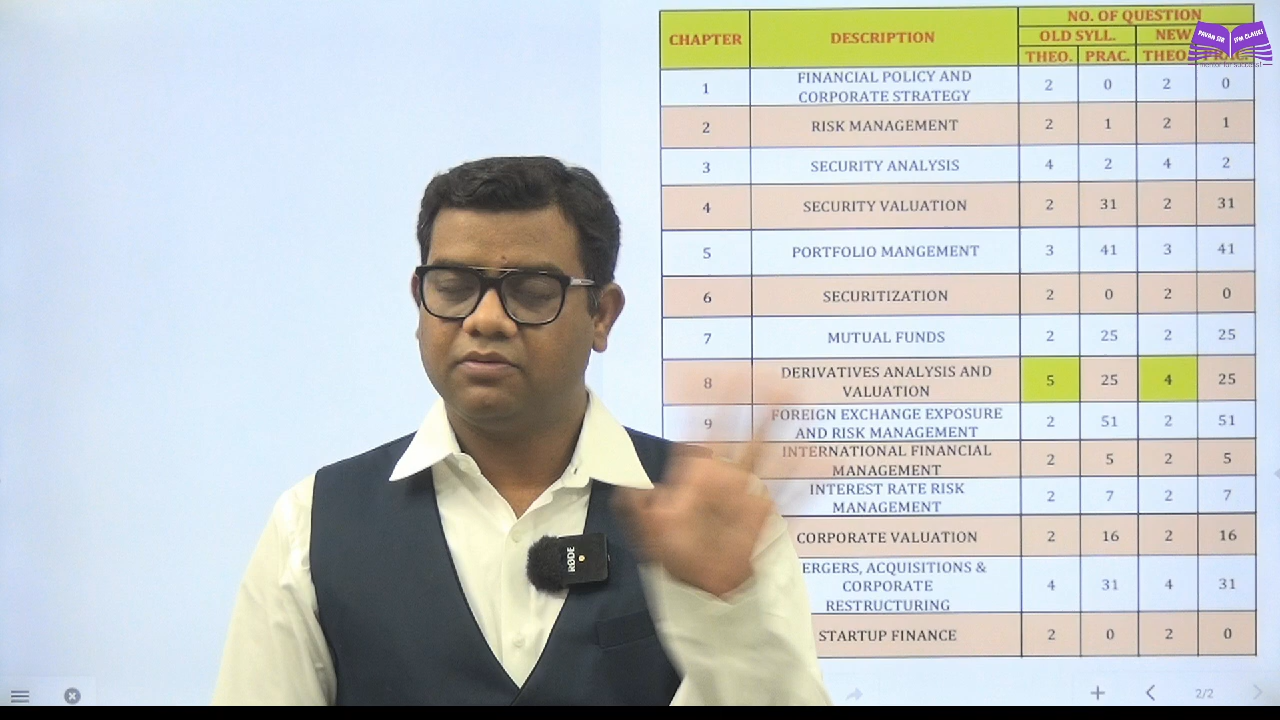 CHAPTER DESCRIPTION NO. OF QUESTION
OLD SYLL. NEW
THEO. PRAC. THEO. PRAC.
PAVAN SIR SFM CLASSES
1 FINANCIAL POLICY AND CORPORATE STRATEGY 2 0 2 0
2 RISK MANAGEMENT 2 1 2 1
3 SECURITY ANALYSIS 4 2 4 2
4 SECURITY VALUATION 2 31 2 31
5 PORTFOLIO MANGEMENT 3 41 3 41
6 SECURITIZATION 2 0 2 0
7 MUTUAL FUNDS 2 25 2 25
8 DERIVATIVES ANALYSIS AND VALUATION 5 25 4 25
9 FOREIGN EXCHANGE EXPOSURE AND RISK MANAGEMENT 2 51 2 51
INTERNATIONAL FINANCIAL MANAGEMENT 2 5 2 5
INTEREST RATE RISK MANAGEMENT 2 7 2 7
CORPORATE VALUATION 2 16 2 16
ERGERS, ACQUISITIONS & CORPORATE RESTRUCTURING 4 31 4 31
STARTUP FINANCE 2 0 2 0
RØDE
2/2